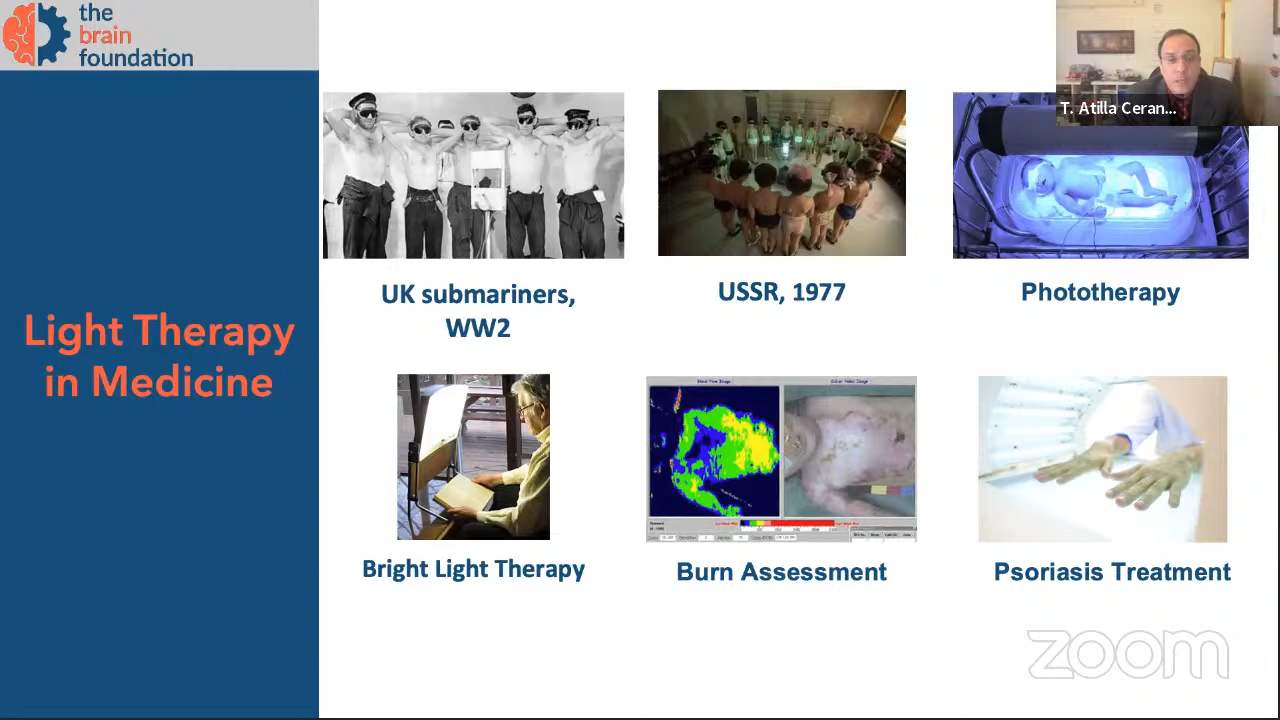 the
brain
foundation
T. Atilla Ceran...
Light Therapy
in Medicine
UK submariners,
WW2
USSR, 1977
Phototherapy
Bright Light Therapy
Burn Assessment
Psoriasis Treatment
zoom